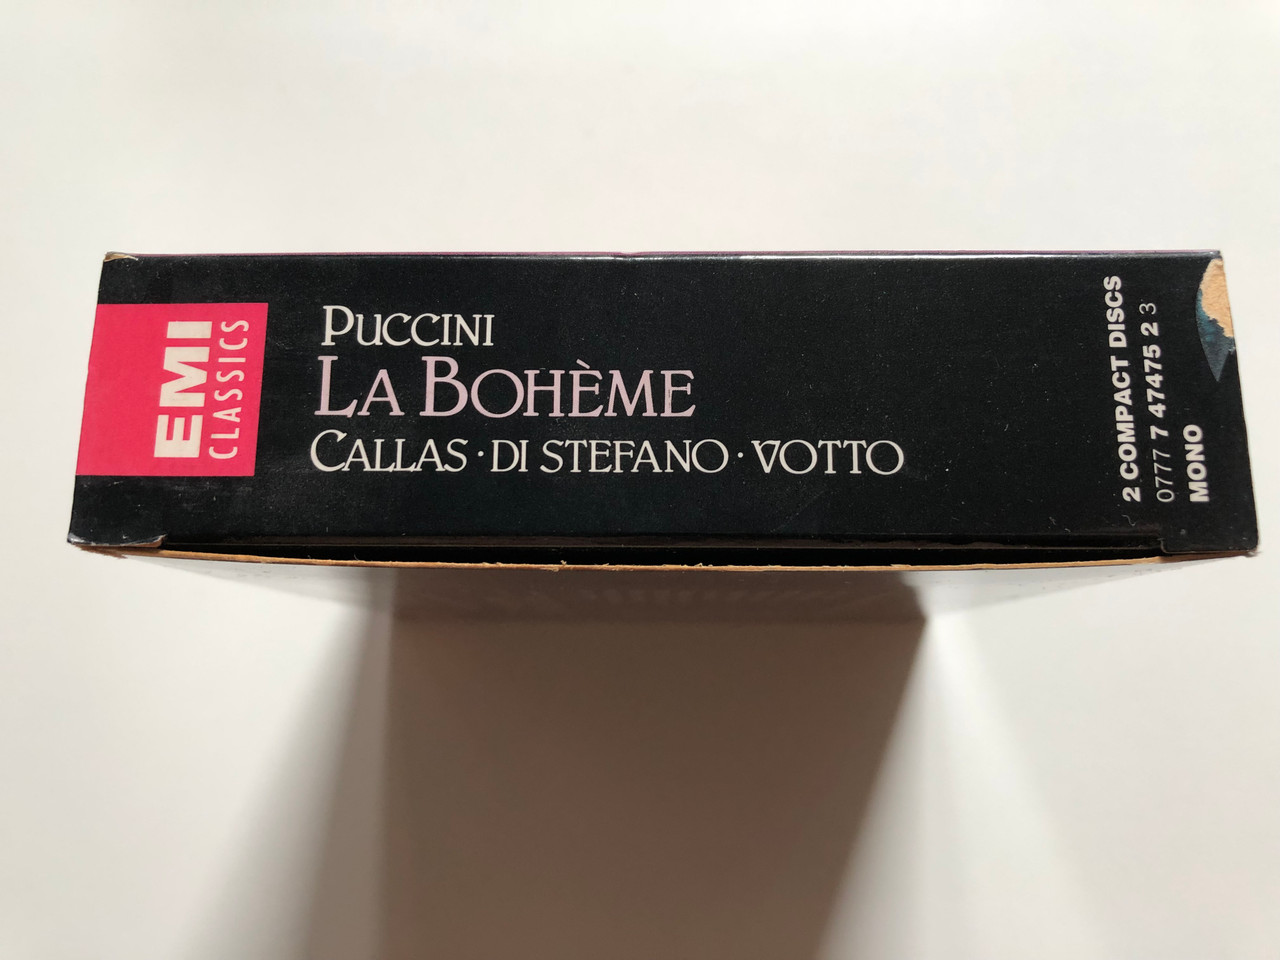 EMI
CLASSICS
PUCCINI
LA BOHÈME
CALLAS · DI STEFANO · VOTTO
2 COMPACT DISCS
0777 7 47475 2 3
MONO